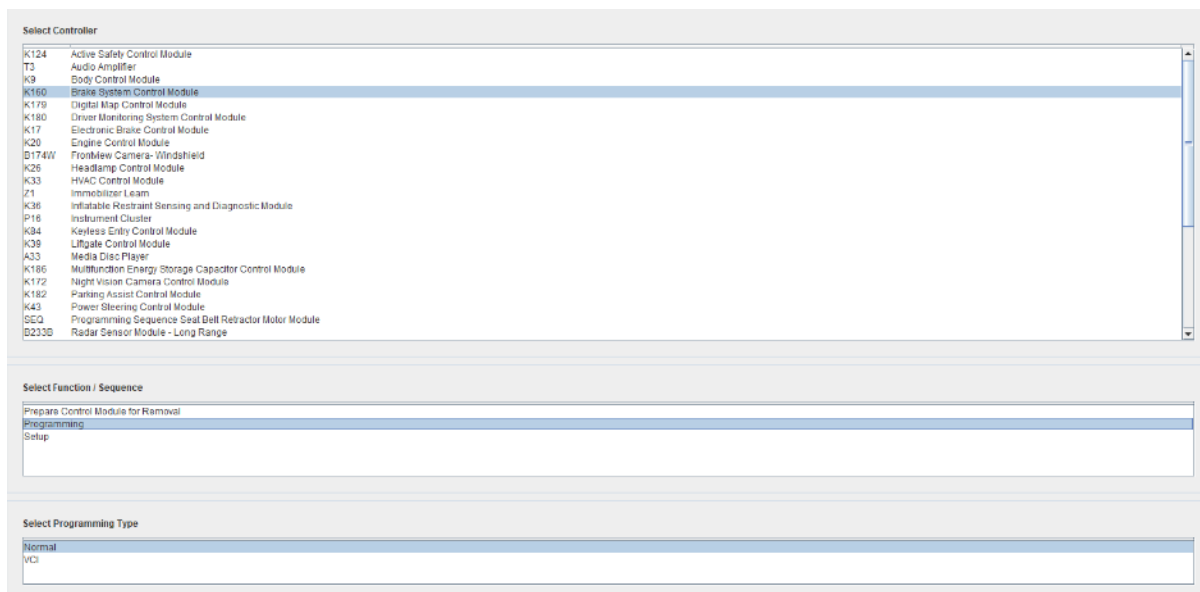 Select Controller
K124 Active Safety Control Module
T3 Audio Amplifier
K9 Body Control Module
K160 Brake System Control Module
K179 Digital Map Control Module
K180 Driver Monitoring System Control Module
K17 Electronic Brake Control Module
K20 Engine Control Module
B174W Frontview Camera- Windshield
K26 Headlamp Control Module
K33 HVAC Control Module
Z1 Immobilizer Learn
K36 Inflatable Restraint Sensing and Diagnostic Module
P16 Instrument Cluster
K84 Keyless Entry Control Module
K39 Liftgate Control Module
A33 Media Disc Player
K186 Multifunction Energy Storage Capacitor Control Module
K172 Night Vision Camera Control Module
K182 Parking Assist Control Module
K43 Power Steering Control Module
SEQ Programming Sequence Seat Belt Retractor Motor Module
B233B Radar Sensor Module - Long Range
Select Function / Sequence
Prepare Control Module for Removal
Programming
Setup
Select Programming Type
Normal
VCI